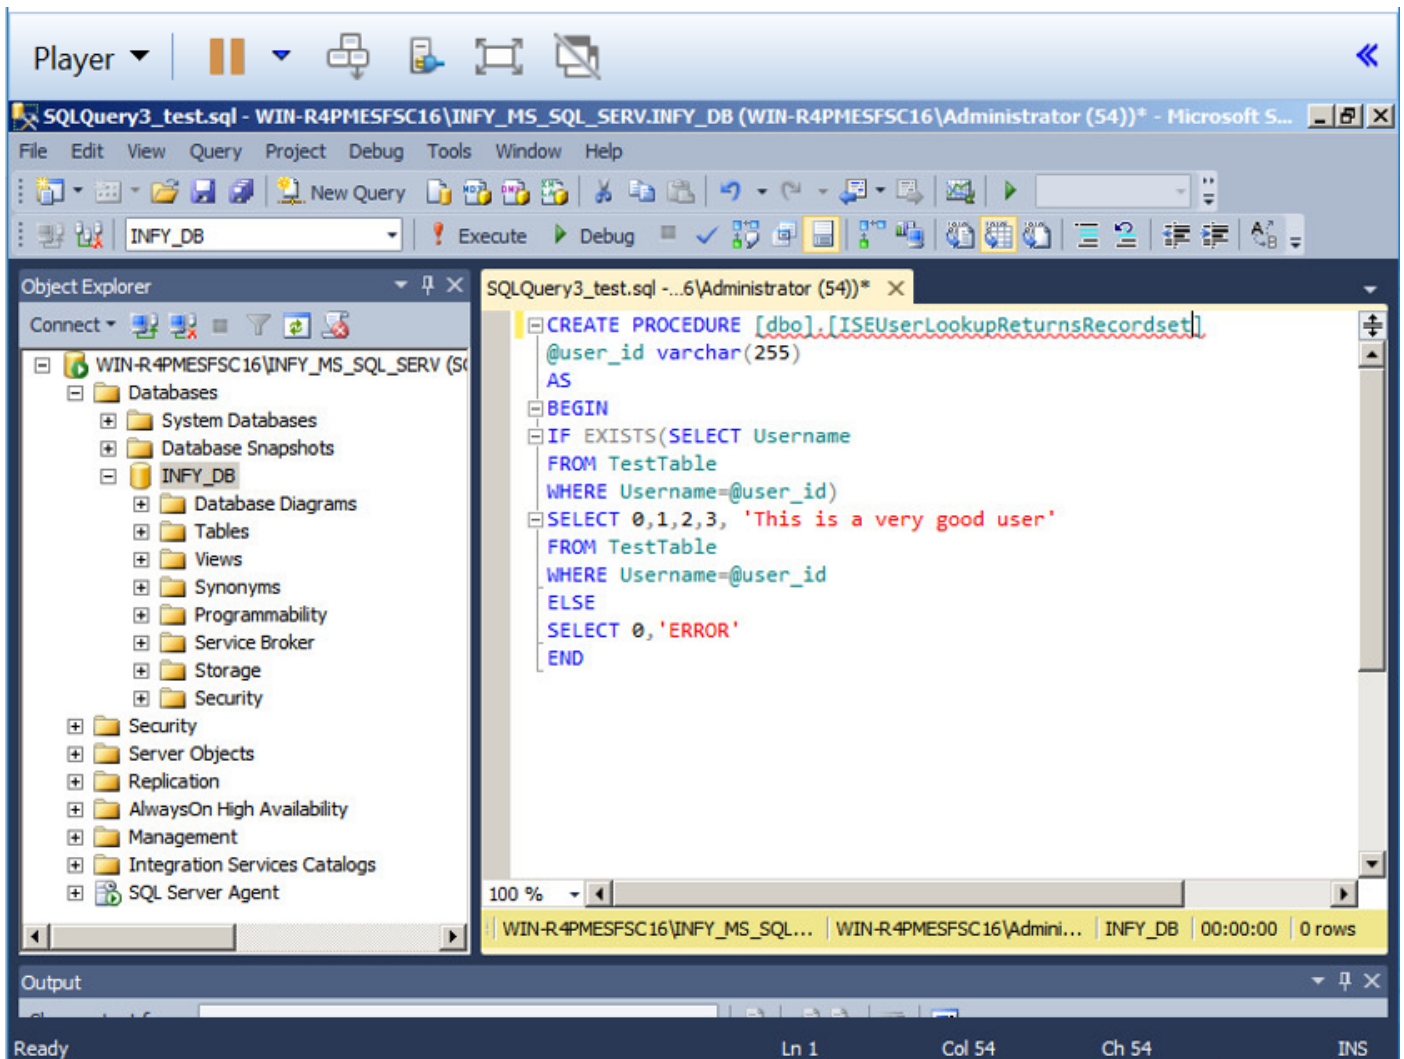 Player
SQLQuery3_test.sql - WIN-R4PMESFSC16\INFY_MS_SQL_SERV.INFY_DB (WIN-R4PMESFSC16\Administrator (54))* - Microsoft S...
File Edit View Query Project Debug Tools Window Help
New Query
INFY_DB Execute Debug
Object Explorer
Connect
WIN-R4PMESFSC16\INFY_MS_SQL_SERV (S
Databases
System Databases
Database Snapshots
INFY_DB
Database Diagrams
Tables
Views
Synonyms
Programmability
Service Broker
Storage
Security
Security
Server Objects
Replication
AlwaysOn High Availability
Management
Integration Services Catalogs
SQL Server Agent
SQLQuery3_test.sql -...6\Administrator (54))*
CREATE PROCEDURE [dbo].[ISEUserLookupReturnsRecordset]
@user_id varchar(255)
AS
BEGIN
IF EXISTS(SELECT Username
FROM TestTable
WHERE Username=@user_id)
SELECT 0,1,2,3, 'This is a very good user'
FROM TestTable
WHERE Username=@user_id
ELSE
SELECT 0,'ERROR'
END
100 %
WIN-R4PMESFSC16\INFY_MS_SQL... WIN-R4PMESFSC16\Admini... INFY_DB 00:00:00 0 rows
Output
Ready Ln 1 Col 54 Ch 54 INS